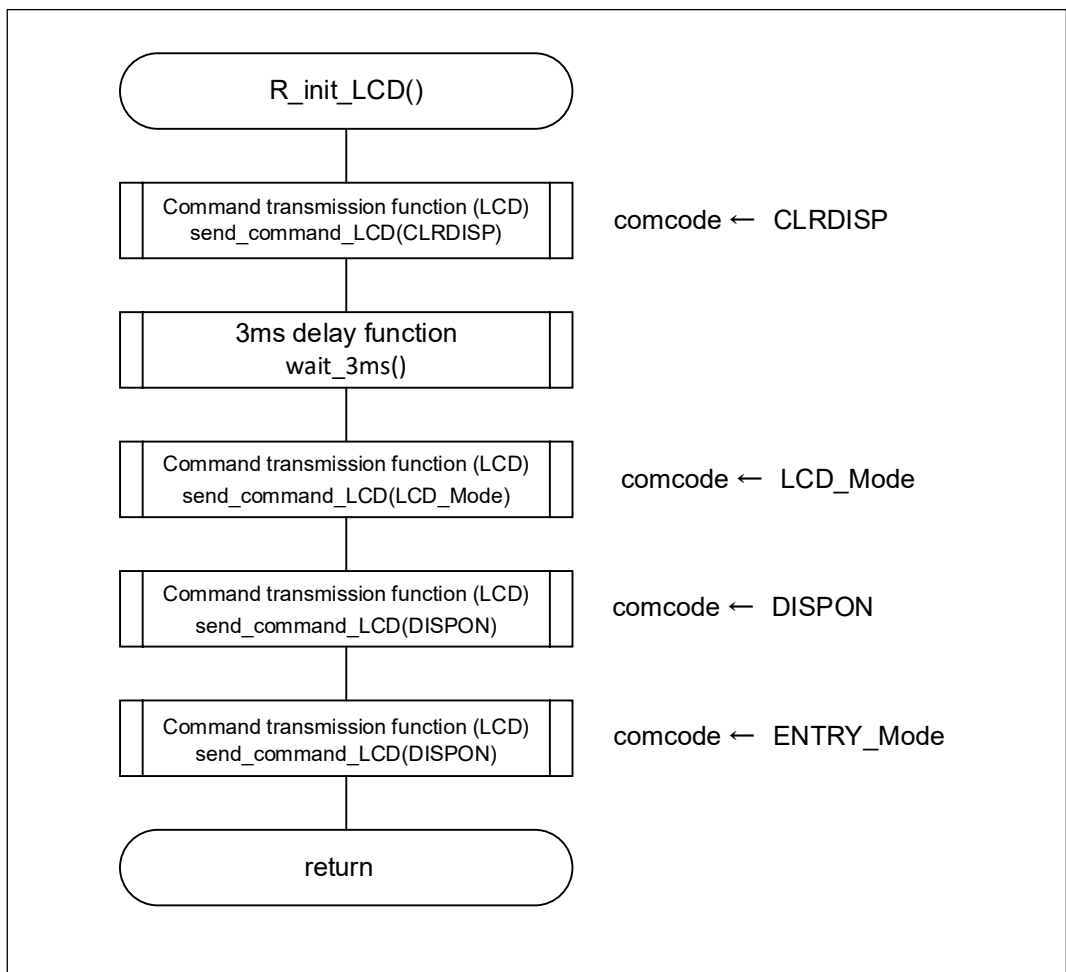 R_init_LCD()
Command transmission function (LCD)
send_command_LCD(CLRDISP)
comcode ← CLRDISP
3ms delay function
wait_3ms()
Command transmission function (LCD)
send_command_LCD(LCD_Mode)
comcode ← LCD_Mode
Command transmission function (LCD)
send_command_LCD(DISPON)
comcode ← DISPON
Command transmission function (LCD)
send_command_LCD(DISPON)
comcode ← ENTRY_Mode
return